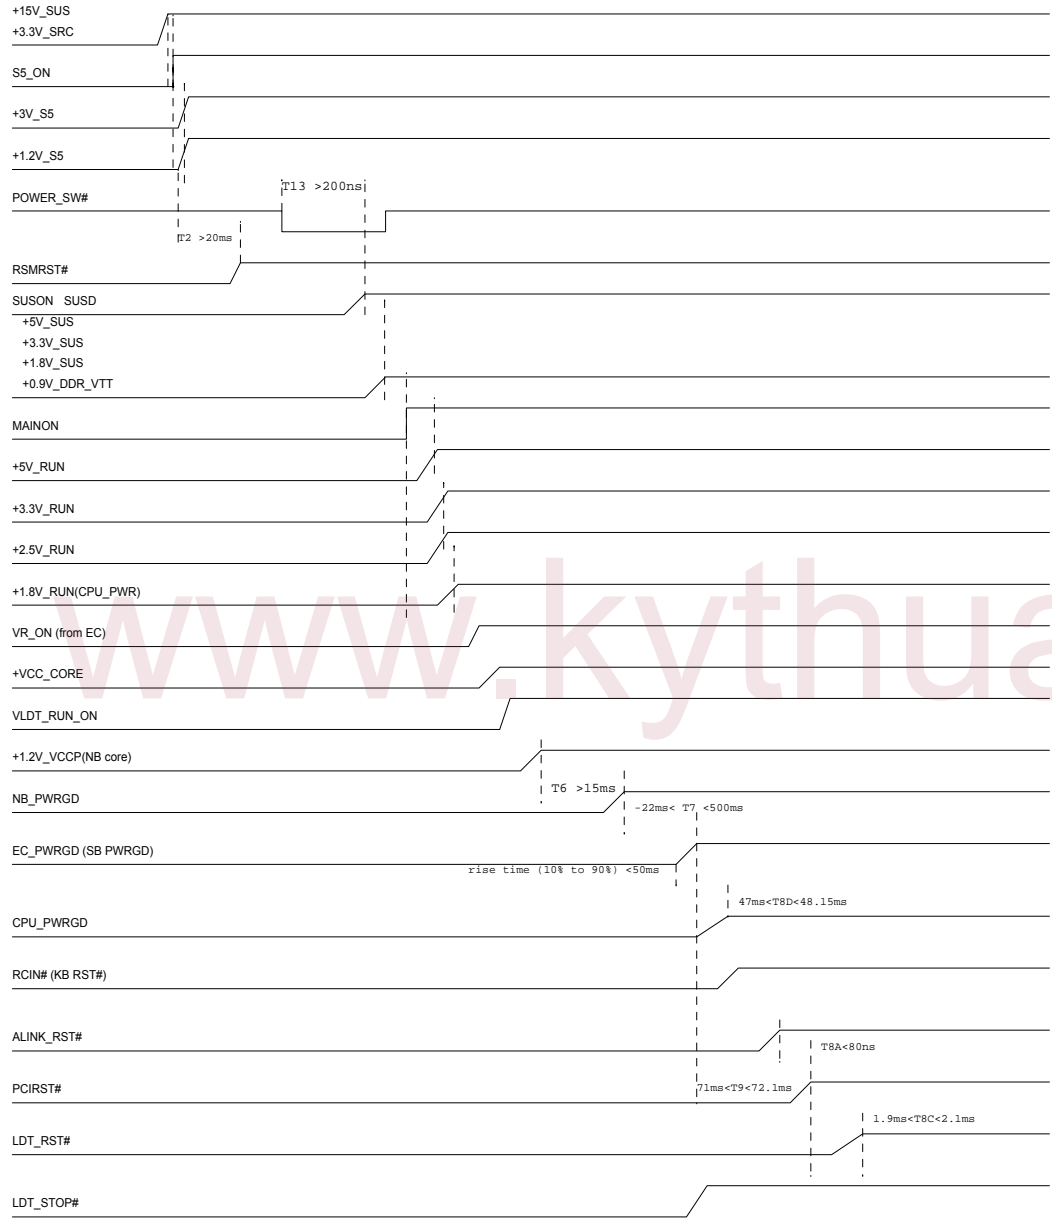 +15V_SUS
+3.3V_SRC
S5_ON
+3V_S5
+1.2V_S5
T13 >200ns
POWER_SW#
T2 >20ms
RSMRST#
SUSON SUSD
+5V_SUS
+3.3V_SUS
+1.8V_SUS
+0.9V_DDR_VTT
MAINON
+5V_RUN
+3.3V_RUN
+2.5V_RUN
+1.8V_RUN(CPU_PWR)
VR_ON (from EC)
www.kythua
+VCC_CORE
VLDT_RUN_ON
+1.2V_VCCP(NB core)
T6 >15ms
NB_PWRGD
-22ms< T7 <500ms
EC_PWRGD (SB PWRGD)
rise time (10% to 90%) <50ms
47ms<T8D<48.15ms
CPU_PWRGD
RCIN# (KB RST#)
ALINK_RST#
T8A<80ns
PCIRST#
71ms<T9<72.1ms
1.9ms<T8C<2.1ms
LDT_RST#
LDT_STOP#